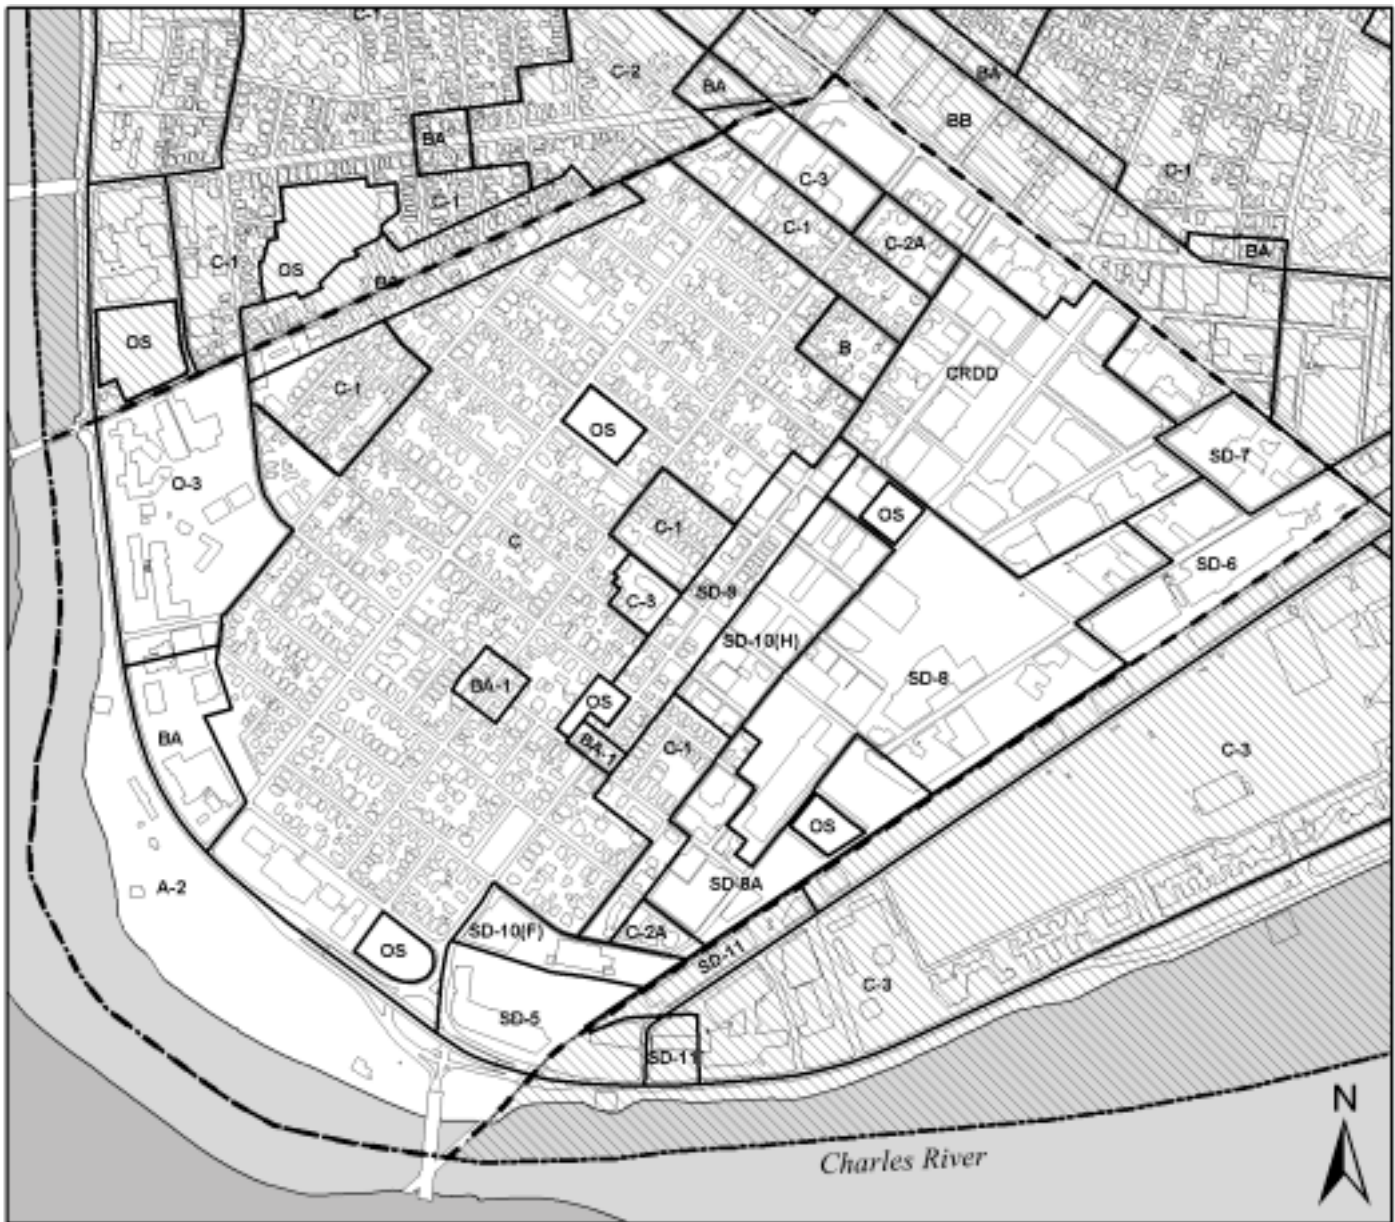 C-1
C-2
BA
BA
BB
BA
C-1
C-3
C-1
C-1
C-2A
BA
C-1
OS
BA
OS
B
CRDD
C-1
OS
SD-7
O-3
OS
C-1
C
SD-6
SD-9
C-3
SD-10(H)
SD-8
BA-1
OS
BA-1
C-1
BA
C-3
OS
SD-8A
A-2
SD-10(F)
C-2A
OS
SD-11
C-3
SD-5
SD-11
N
Charles River